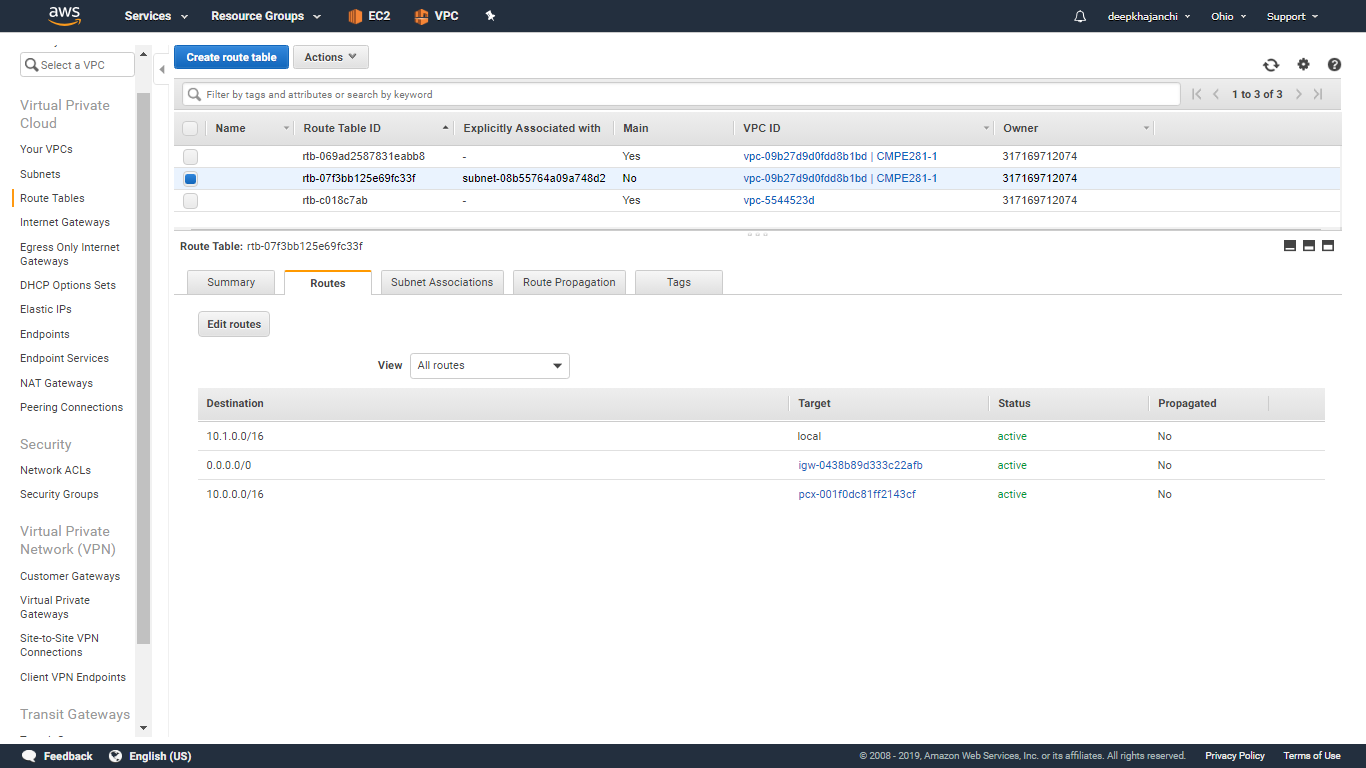 aws Services Resource Groups EC2 VPC deepkhajanchi Ohio Support
Select a VPC
Virtual Private
Cloud
Your VPCs
Subnets
Route Tables
Internet Gateways
Egress Only Internet
Gateways
DHCP Options Sets
Elastic IPs
Endpoints
Endpoint Services
NAT Gateways
Peering Connections
Security
Network ACLs
Security Groups
Virtual Private
Network (VPN)
Customer Gateways
Virtual Private
Gateways
Site-to-Site VPN
Connections
Client VPN Endpoints
Transit Gateways
Create route table Actions
Filter by tags and attributes or search by keyword 1 to 3 of 3
Name Route Table ID Explicitly Associated with Main VPC ID Owner
rtb-069ad2587831eabb8 - Yes vpc-09b27d9d0fdd8b1bd | CMPE281-1 317169712074
rtb-07f3bb125e69fc33f subnet-08b55764a09a748d2 No vpc-09b27d9d0fdd8b1bd | CMPE281-1 317169712074
rtb-c018c7ab - Yes vpc-5544523d 317169712074
Route Table: rtb-07f3bb125e69fc33f
Summary Routes Subnet Associations Route Propagation Tags
Edit routes
View All routes
Destination Target Status Propagated
10.1.0.0/16 local active No
0.0.0.0/0 igw-0438b89d333c22afb active No
10.0.0.0/16 pcx-001f0dc81ff2143cf active No
Feedback English (US) © 2008 - 2019, Amazon Web Services, Inc. or its affiliates. All rights reserved. Privacy Policy Terms of Use